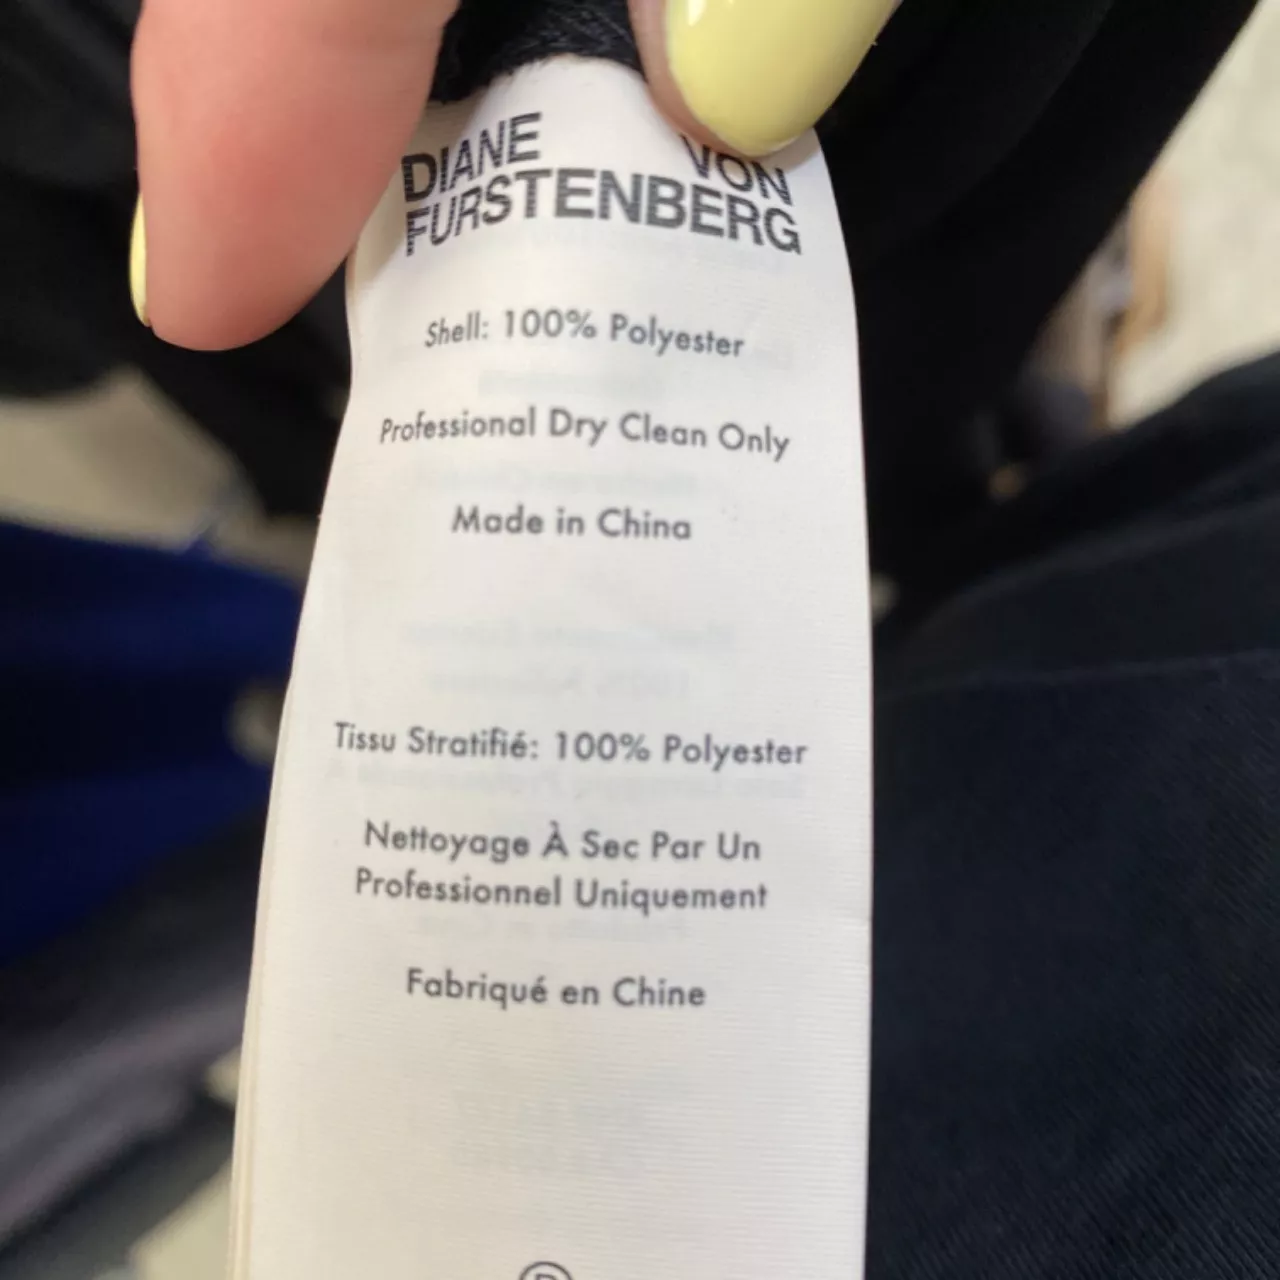 DIANE VON
FURSTENBERG
Shell: 100% Polyester
Professional Dry Clean Only
Made in China
Tissu Stratifié: 100% Polyester
Nettoyage À Sec Par Un
Professionnel Uniquement
Fabriqué en Chine